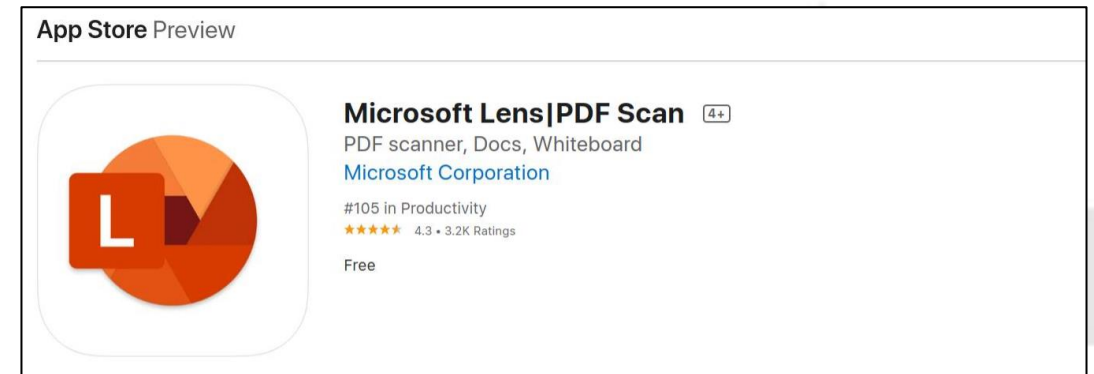 App Store Preview
L
Microsoft Lens|PDF Scan 4+
PDF scanner, Docs, Whiteboard
Microsoft Corporation
#105 in Productivity
4.3 • 3.2K Ratings
Free